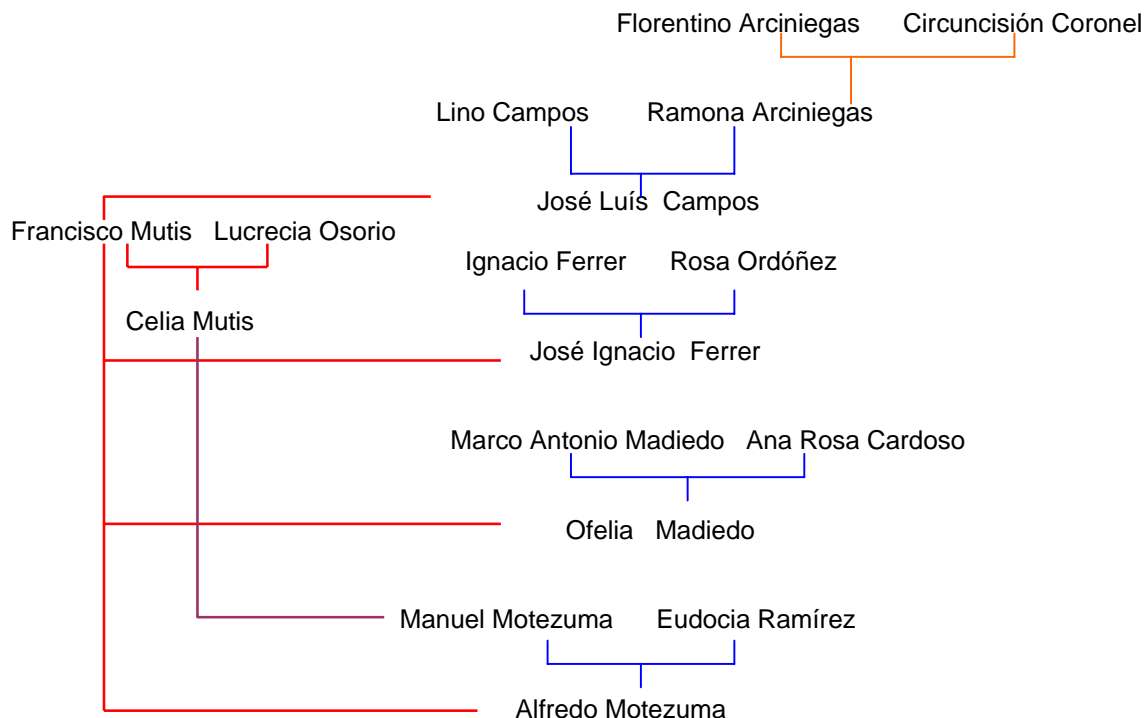 Florentino Arciniegas Circuncisión Coronel
Lino Campos Ramona Arciniegas
José Luís Campos
Francisco Mutis Lucrecia Osorio
Ignacio Ferrer Rosa Ordóñez
Celia Mutis
José Ignacio Ferrer
Marco Antonio Madiedo Ana Rosa Cardoso
Ofelia Madiedo
Manuel Motezuma Eudocia Ramírez
Alfredo Motezuma